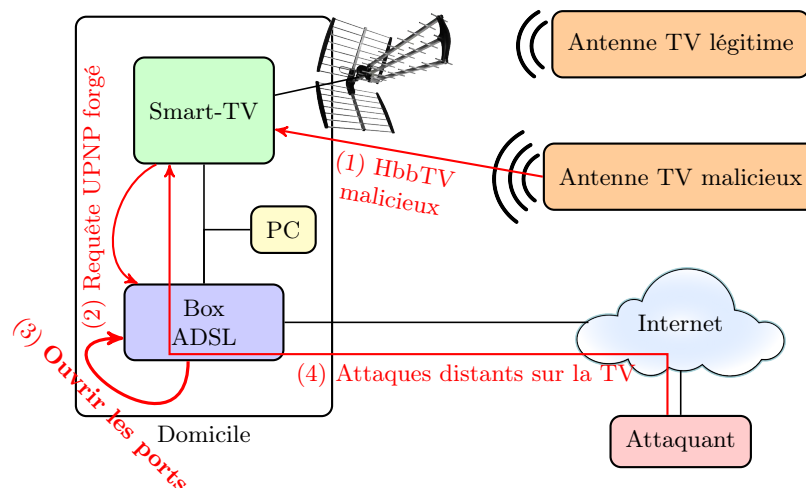 Antenne TV légitime
Smart-TV
(1) HbbTV
malicieux
Antenne TV malicieux
(2) Requête UPNP forgé
PC
Box
ADSL
Internet
(3) Ouvrir les ports
(4) Attaques distants sur la TV
Domicile
Attaquant